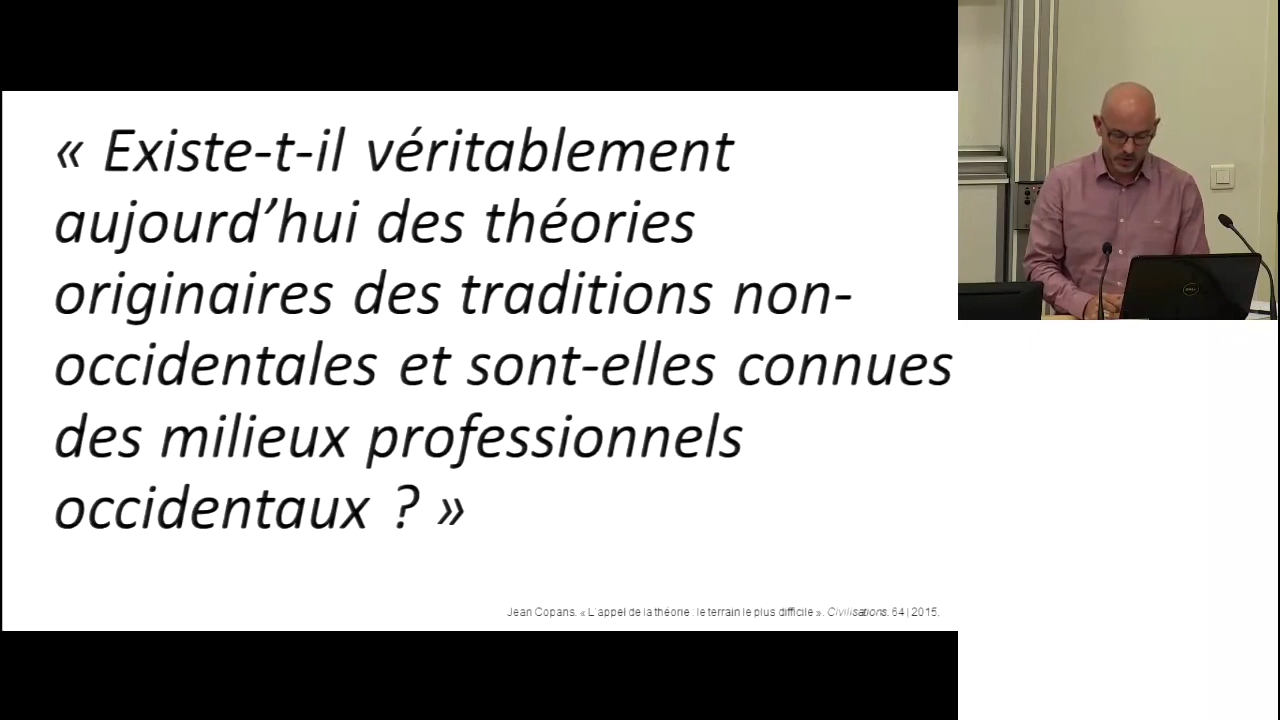 « Existe-t-il véritablement
aujourd’hui des théories
originaires des traditions non-
occidentales et sont-elles connues
des milieux professionnels
occidentaux ? »
Jean Copans. « L’appel de la théorie : le terrain le plus difficile ». Civilisations. 64 | 2015,
DELL